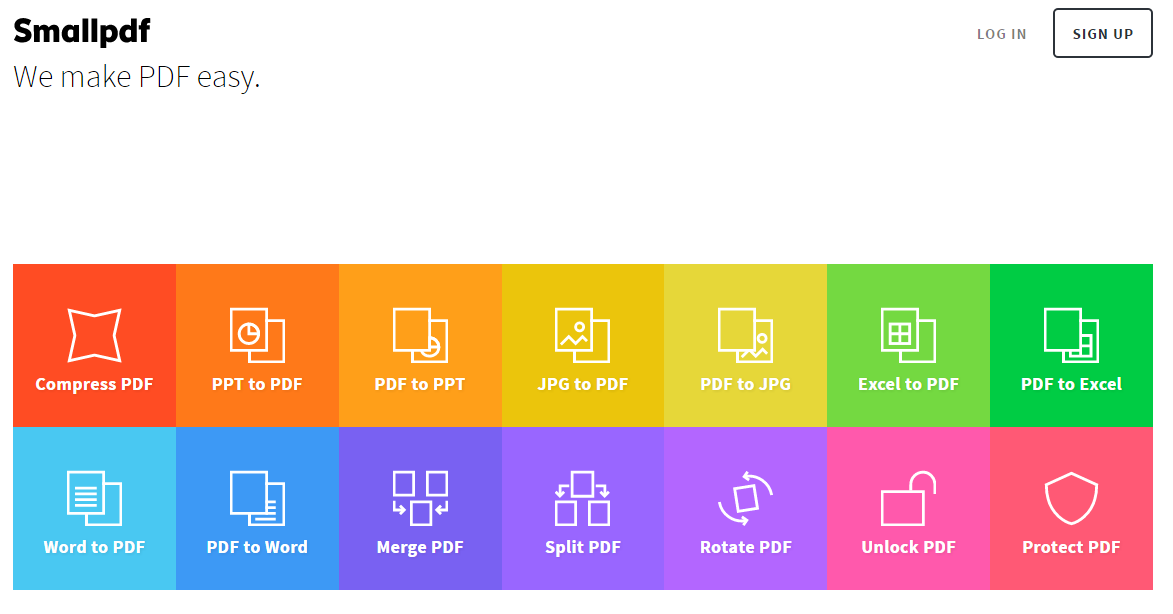 Smallpdf
LOG IN
SIGN UP
We make PDF easy.
Compress PDF
PPT to PDF
PDF to PPT
JPG to PDF
PDF to JPG
Excel to PDF
PDF to Excel
Word to PDF
PDF to Word
Merge PDF
Split PDF
Rotate PDF
Unlock PDF
Protect PDF